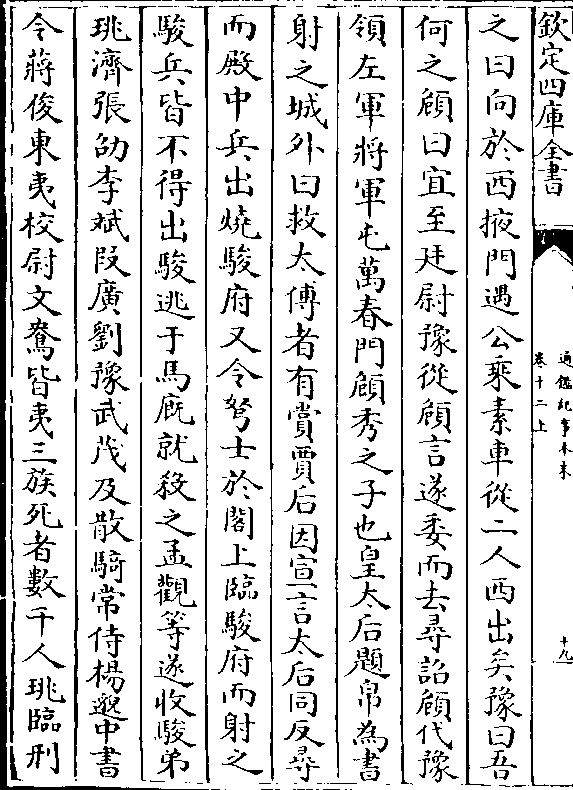 欽定四庫全書
通鑑紀事本末
卷十二上
十九
之曰向於西掖門遇公乘素車從二人西出矣豫曰吾
何之頠曰宜至廷尉豫從頠言遂委而去尋詔頠代豫
領左軍將軍屯萬春門頠秀之子也皇太后題帛為書
射之城外曰救太傅者有賞賈后因宣言太后同反尋
而殿中兵出燒駿府又令弩士於閣上臨駿府而射之
駿兵皆不得出駿逃于馬廐就殺之孟觀等遂收駿弟
珧濟張劭李斌段廣劉豫武茂及散騎常侍楊邈中書
令蔣俊東夷校尉文鴦皆夷三族死者數千人珧臨刑